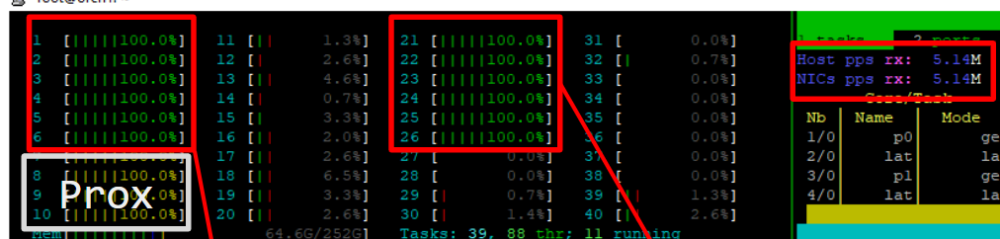 1 [|||||100.0%] 11 [|| 1.3%] 21 [|||||100.0%] 31 [ 0.0%] 1 tasks 2 ports
2 [|||||100.0%] 12 [| 2.6%] 22 [|||||100.0%] 32 [| 0.7%] Host pps rx: 5.14M
3 [|||||100.0%] 13 [|| 4.6%] 23 [|||||100.0%] 33 [ 0.0%] NICs pps rx: 5.14M
4 [|||||100.0%] 14 [| 0.7%] 24 [|||||100.0%] 34 [ 0.0%] Core/Task
5 [|||||100.0%] 15 [| 3.3%] 25 [|||||100.0%] 35 [ 0.0%] Nb Name Mode
6 [|||||100.0%] 16 [|| 2.0%] 26 [|||||100.0%] 36 [ 0.0%] 1/0 p0 ge
17 [|| 2.6%] 27 [ 0.0%] 37 [ 0.0%] 2/0 lat la
8 [|||||100.0%] 18 [|| 6.5%] 28 [ 0.0%] 38 [ 0.0%] 3/0 p1 ge
9 [|||||100.0%] 19 [|| 3.3%] 29 [| 0.7%] 39 [|| 1.3%] 4/0 lat la
10 [|||||100.0%] 20 [|| 2.6%] 30 [| 1.4%] 40 [|| 2.6%]
Prox
Mem[ 64.6G/252G] Tasks: 39, 88 thr; 11 running